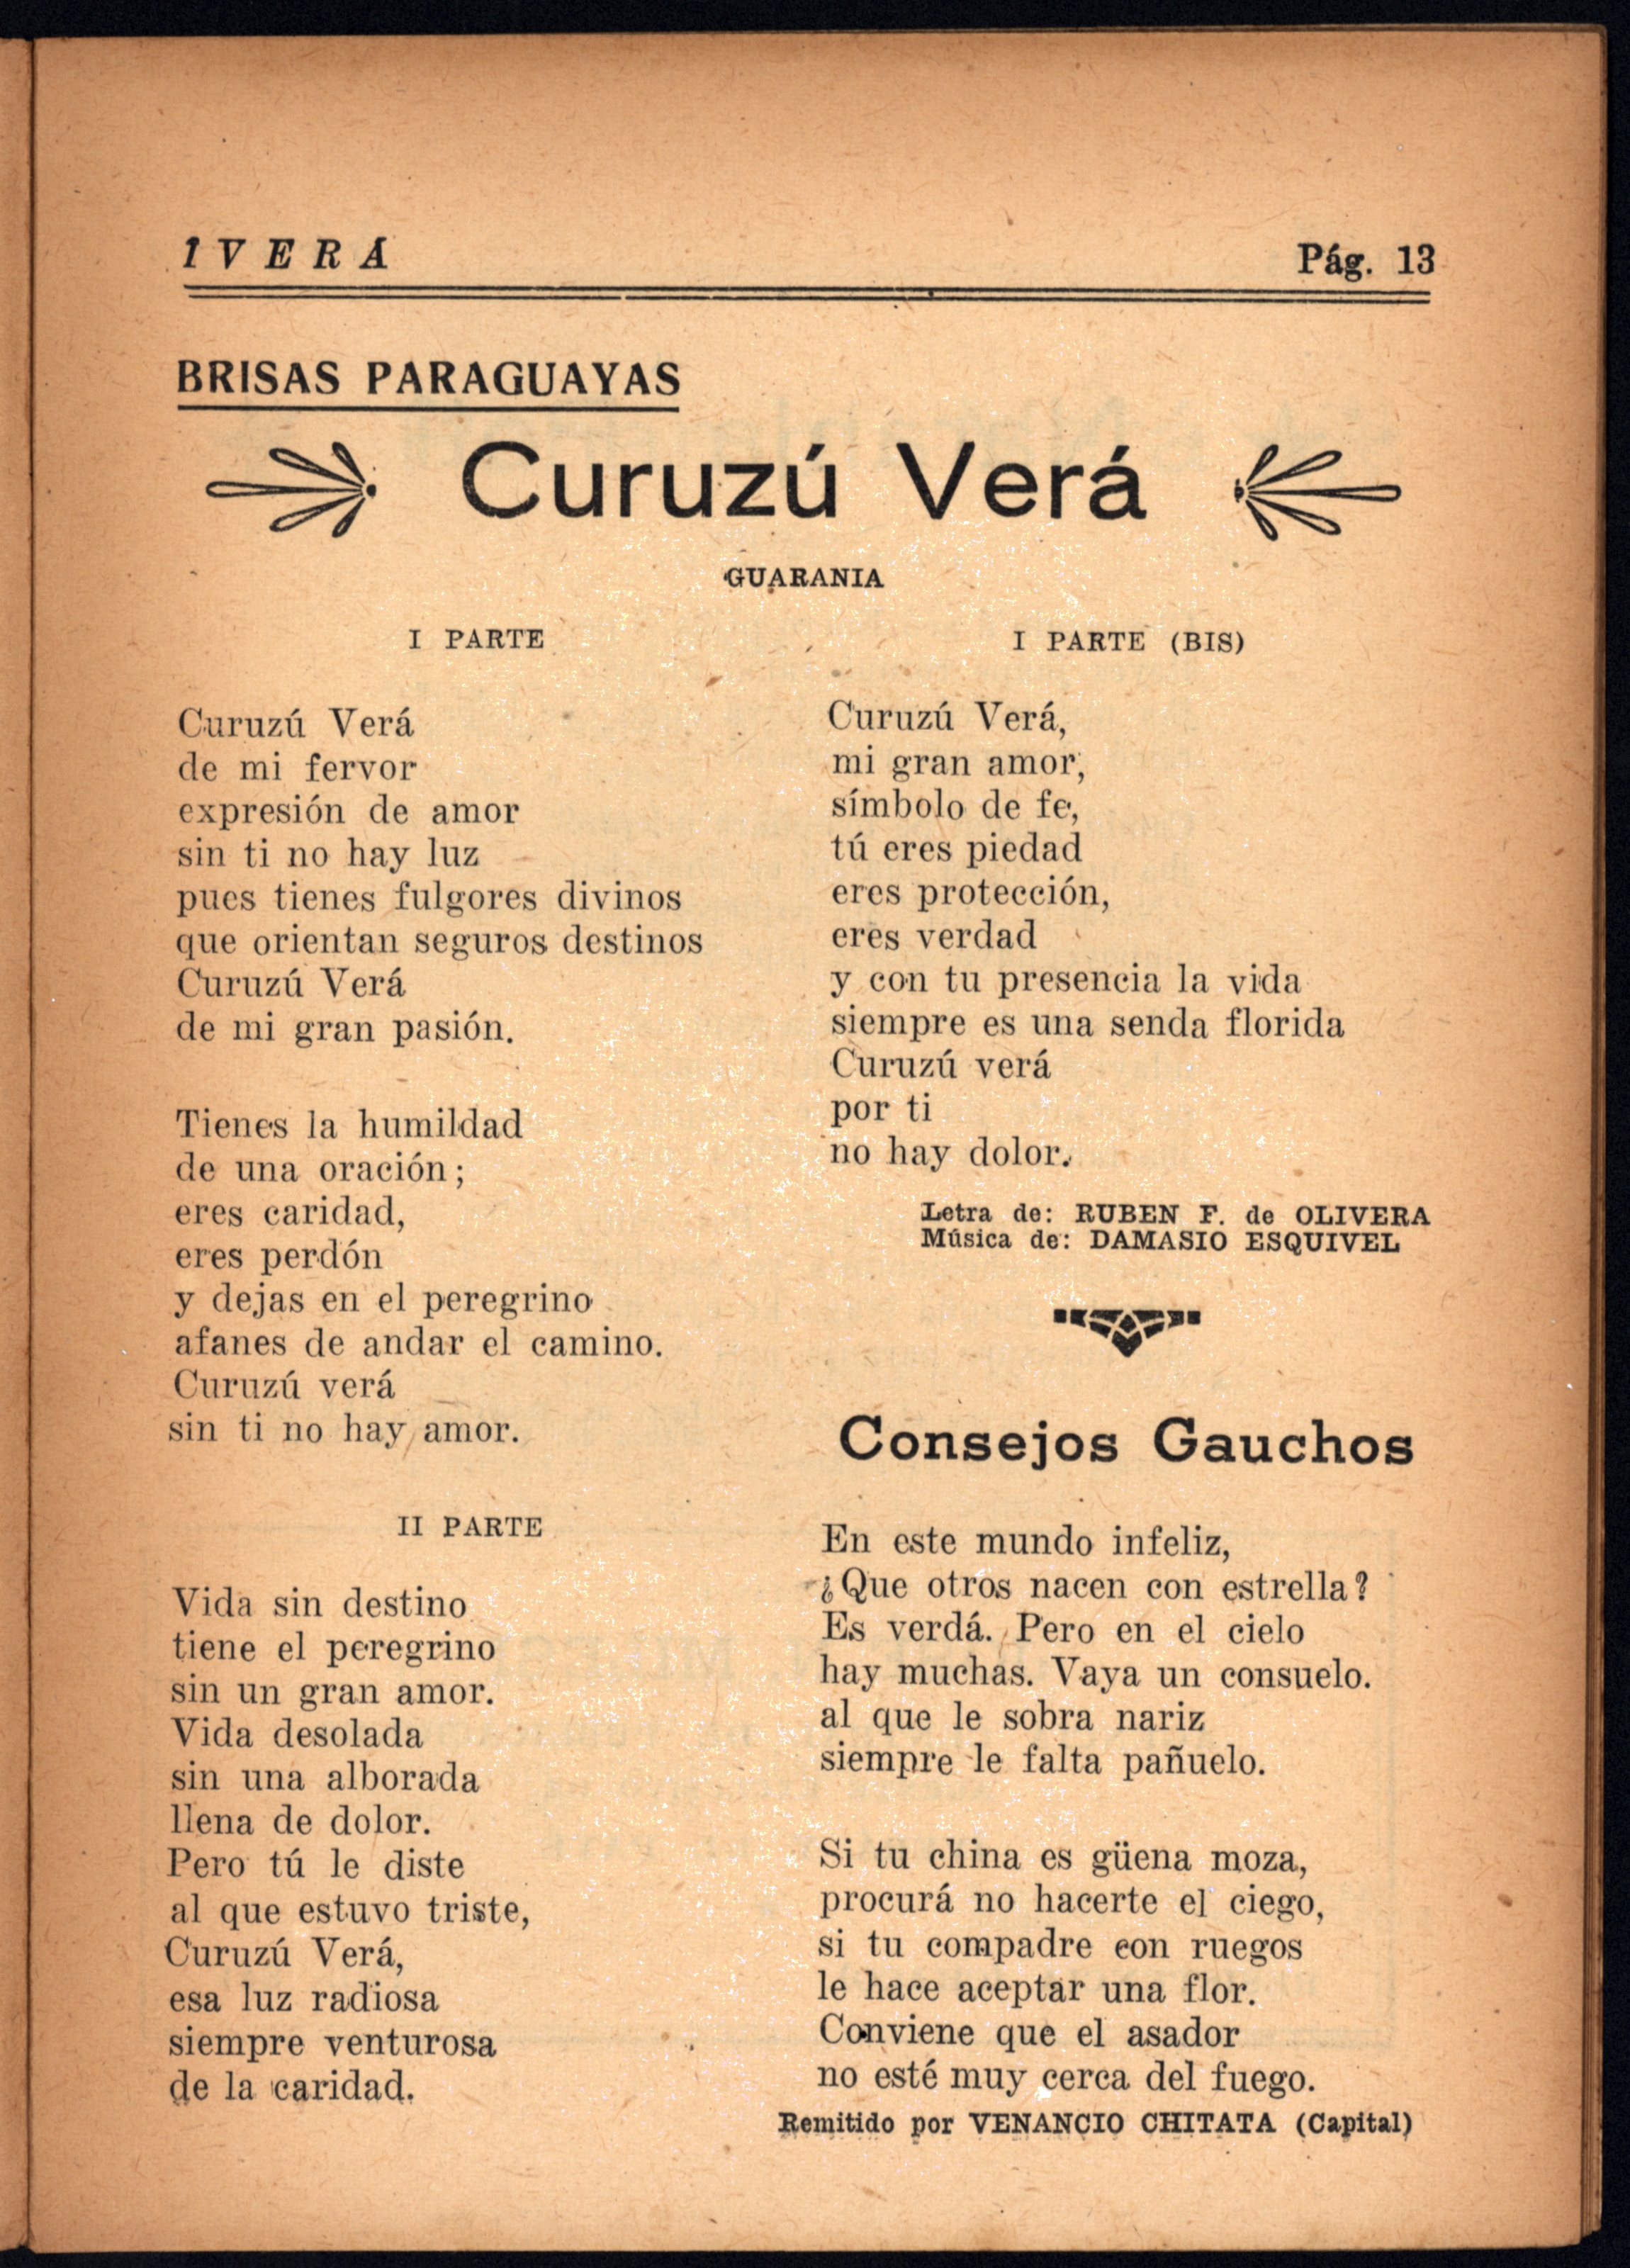 IVERÁ
Pág. 13
BRISAS PARAGUAYAS
Curuzú Verá
GUARANIA
I PARTE
Curuzú Verá
de mi fervor
expresión de amor
sin ti no hay luz
pues tienes fulgores divinos
que orientan seguros destinos
Curuzú Verá
de mi gran pasión.
Tienes la humildad
de una oración;
eres caridad,
eres perdón
y dejas en el peregrino
afanes de andar el camino.
Curuzú verá
sin ti no hay amor.
II PARTE
Vida sin destino
tiene el peregrino
sin un gran amor.
Vida desolada
sin una alborada
llena de dolor.
Pero tú le diste
al que estuvo triste,
Curuzú Verá,
esa luz radiosa
siempre venturosa
de la caridad.
I PARTE (BIS)
Curuzú Verá,
mi gran amor,
símbolo de fe,
tú eres piedad
eres protección,
eres verdad
y con tu presencia la vida
siempre es una senda florida
Curuzú verá
por ti
no hay dolor.
Letra de: RUBEN F. de OLIVERA
Música de: DAMASIO ESQUIVEL
Consejos Gauchos
En este mundo infeliz,
¿Que otros nacen con estrella?
Es verdá. Pero en el cielo
hay muchas. Vaya un consuelo.
al que le sobra nariz
siempre le falta pañuelo.
Si tu china es güena moza,
procurá no hacerte el ciego,
si tu compadre con ruegos
le hace aceptar una flor.
Conviene que el asador
no esté muy cerca del fuego.
Remitido por VENANCIO CHITATA (Capital)